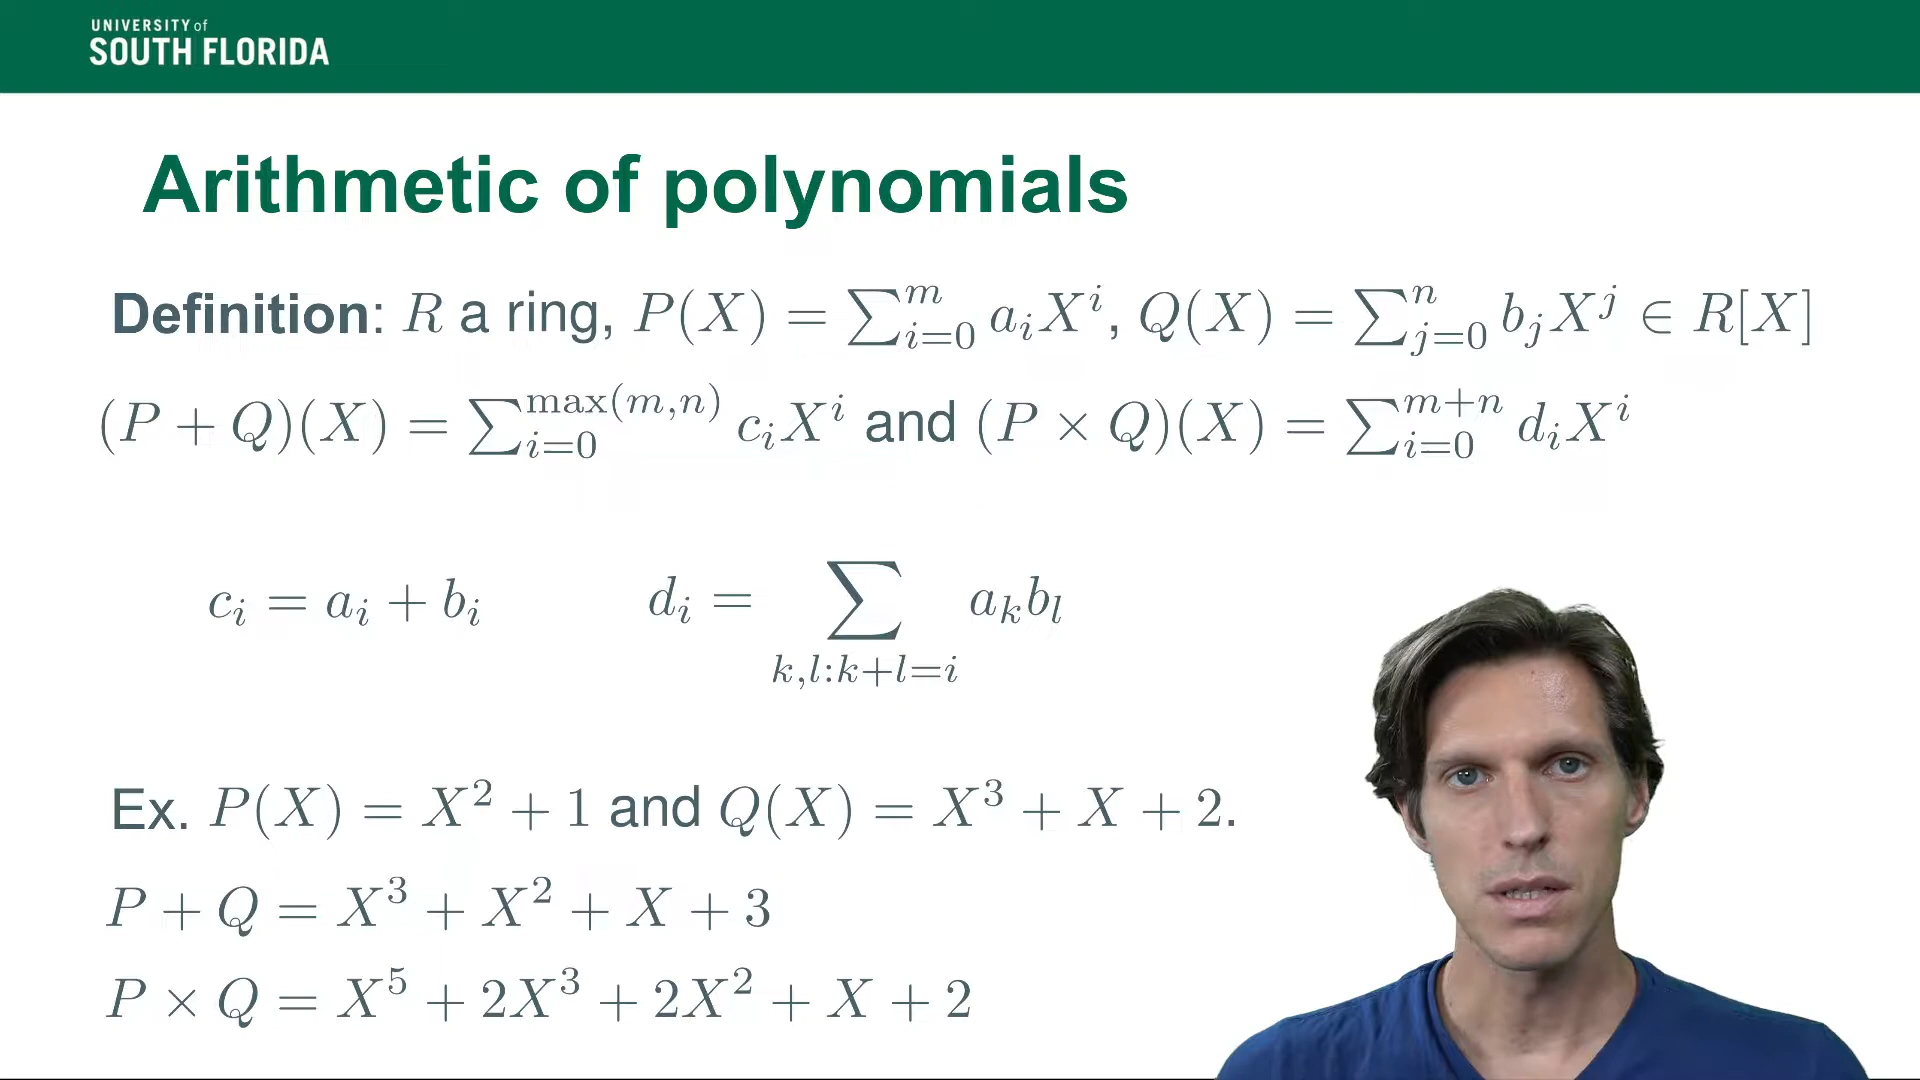 UNIVERSITY of
SOUTH FLORIDA
Arithmetic of polynomials
Definition: R a ring, P(X) = ∑_{i=0}^{m} a_i X^i, Q(X) = ∑_{j=0}^{n} b_j X^j ∈ R[X]
(P + Q)(X) = ∑_{i=0}^{max(m,n)} c_i X^i and (P × Q)(X) = ∑_{i=0}^{m+n} d_i X^i
c_i = a_i + b_i d_i = ∑_{k,l:k+l=i} a_k b_l
Ex. P(X) = X^2 + 1 and Q(X) = X^3 + X + 2.
P + Q = X^3 + X^2 + X + 3
P × Q = X^5 + 2X^3 + 2X^2 + X + 2